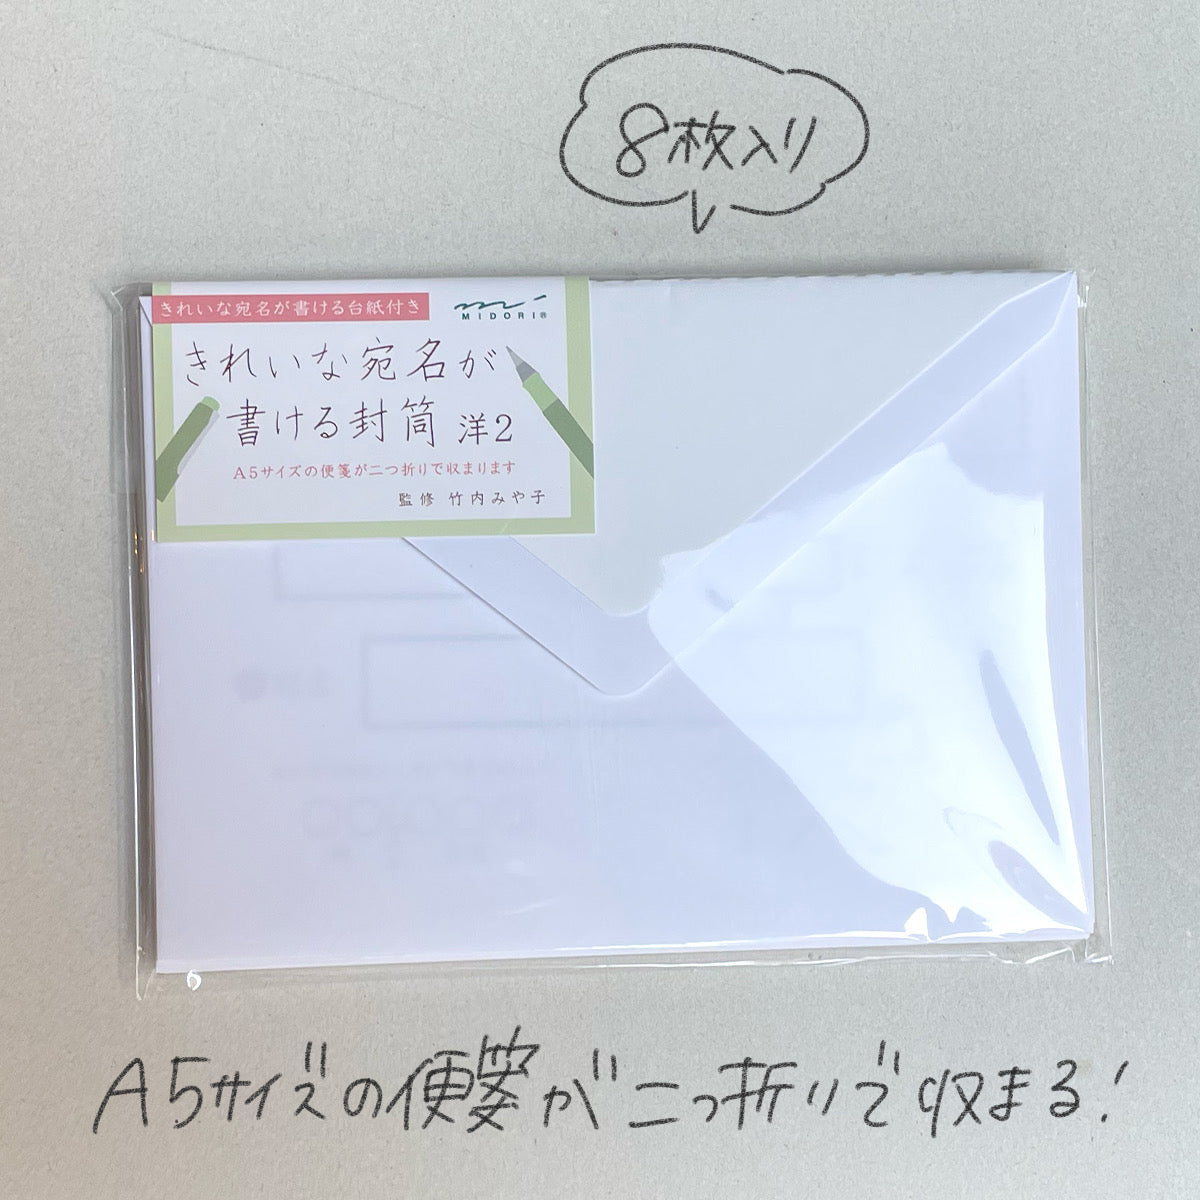 8枚入り
きれいな宛名が書ける台紙付き
MIDORI®
きれいな宛名が
書ける封筒 洋2
A5サイズの便箋が二つ折りで収まります
監修 竹内みや子
A5サイズの便箋が二つ折りで収まる!